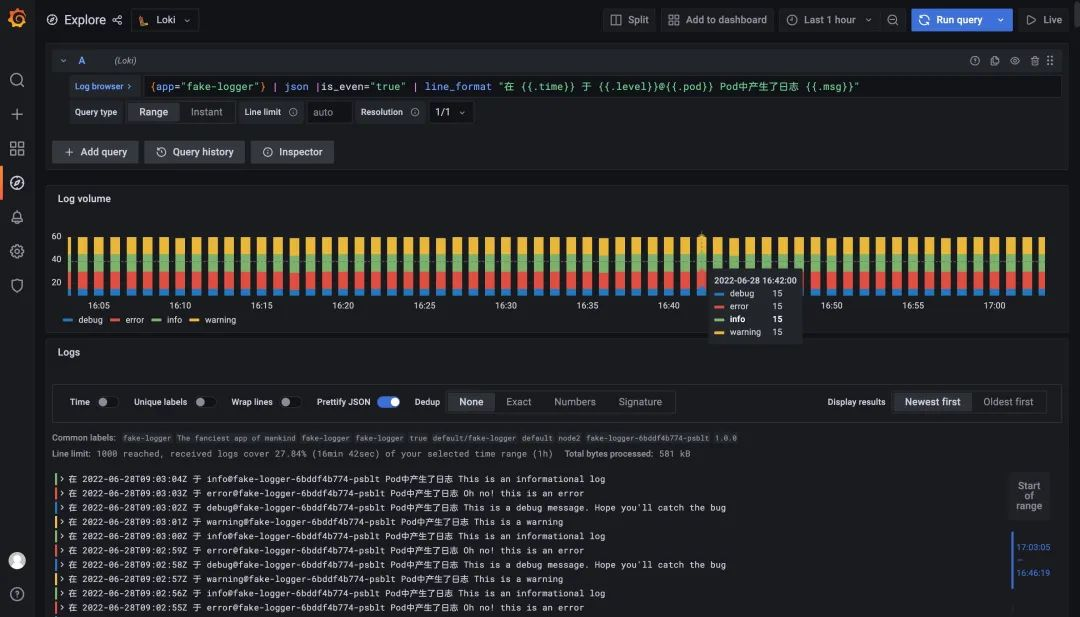 Explore Loki Split Add to dashboard Last 1 hour Run query Live
A (Loki)
Log browser > {app="fake-logger"} | json |is_even="true" | line_format "在 {{.time}} 于 {{.level}}@{{.pod}} Pod中产生了日志 {{.msg}}"
Query type Range Instant Line limit auto Resolution 1/1
+ Add query Query history Inspector
Log volume
60
40
20
16:05 16:10 16:15 16:20 16:25 16:30 16:35 16:40 16:50 16:55 17:00
2022-06-28 16:42:00
debug 15
error 15
info 15
warning 15
debug error info warning
Logs
Time Unique labels Wrap lines Prettify JSON Dedup None Exact Numbers Signature Display results Newest first Oldest first
Common labels: fake-logger The fanciest app of mankind fake-logger fake-logger true default/fake-logger default node2 fake-logger-6bddf4b774-psblt 1.0.0
Line limit: 1000 reached, received logs cover 27.84% (16min 42sec) of your selected time range (1h) Total bytes processed: 581 kB
> 在 2022-06-28T09:03:04Z 于 info@fake-logger-6bddf4b774-psblt Pod中产生了日志 This is an informational log
> 在 2022-06-28T09:03:03Z 于 error@fake-logger-6bddf4b774-psblt Pod中产生了日志 Oh no! this is an error
> 在 2022-06-28T09:03:02Z 于 debug@fake-logger-6bddf4b774-psblt Pod中产生了日志 This is a debug message. Hope you'll catch the bug
> 在 2022-06-28T09:03:01Z 于 warning@fake-logger-6bddf4b774-psblt Pod中产生了日志 This is a warning
> 在 2022-06-28T09:03:00Z 于 info@fake-logger-6bddf4b774-psblt Pod中产生了日志 This is an informational log
> 在 2022-06-28T09:02:59Z 于 error@fake-logger-6bddf4b774-psblt Pod中产生了日志 Oh no! this is an error
> 在 2022-06-28T09:02:58Z 于 debug@fake-logger-6bddf4b774-psblt Pod中产生了日志 This is a debug message. Hope you'll catch the bug
> 在 2022-06-28T09:02:57Z 于 warning@fake-logger-6bddf4b774-psblt Pod中产生了日志 This is a warning
> 在 2022-06-28T09:02:56Z 于 info@fake-logger-6bddf4b774-psblt Pod中产生了日志 This is an informational log
> 在 2022-06-28T09:02:55Z 于 error@fake-logger-6bddf4b774-psblt Pod中产生了日志 Oh no! this is an error
Start
of
range
17:03:05
—
16:46:19